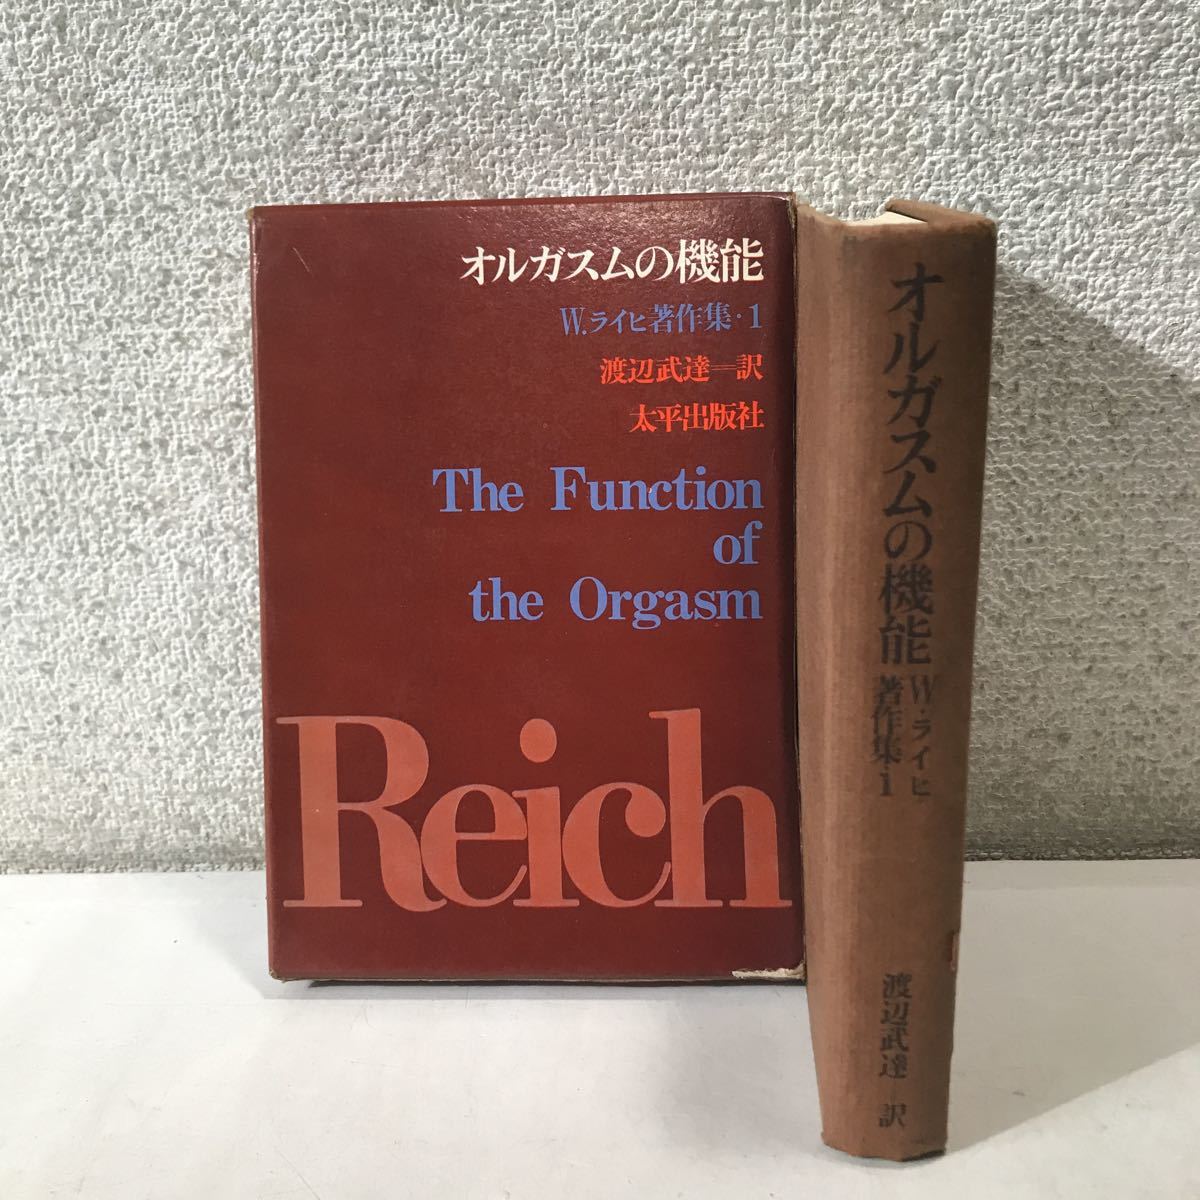 オルガスムの機能
W.ライヒ著作集・1
渡辺武達—訳
太平出版社
The Function
of
the Orgasm
Reich
オルガスムの機能
W.ライヒ
著作集1
渡辺武達 訳